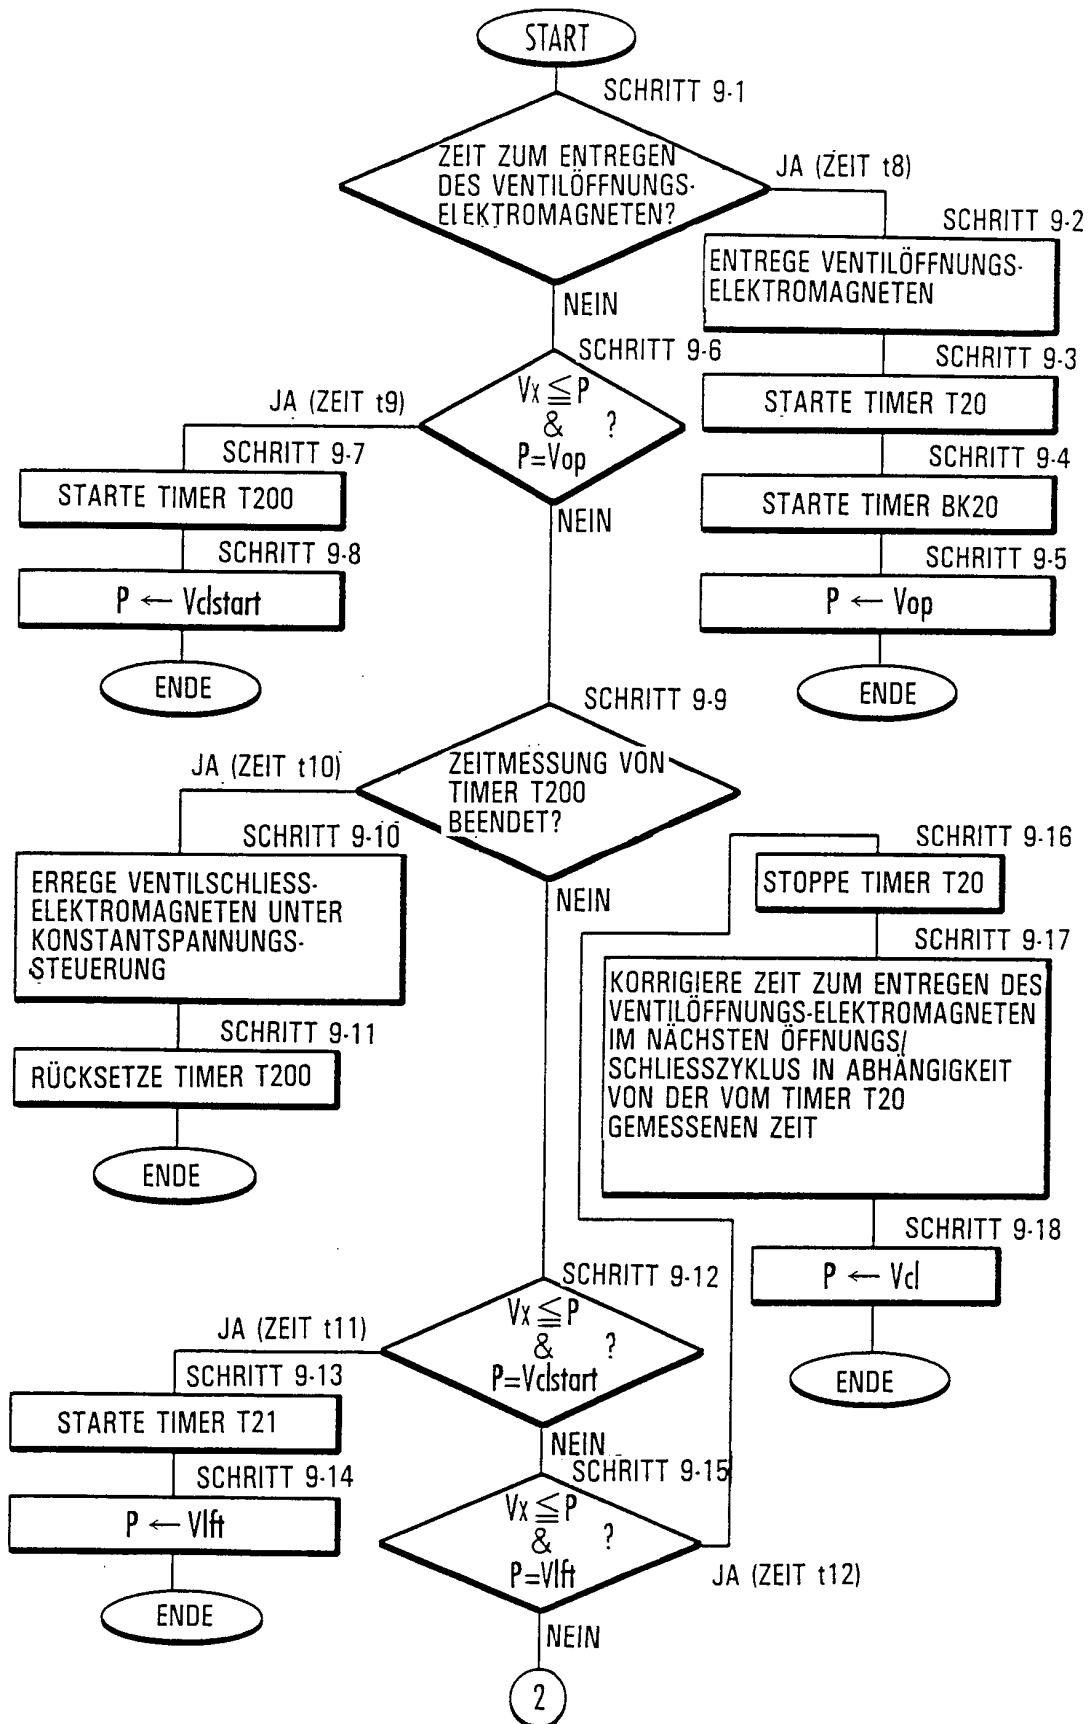 START
SCHRITT 9-1
ZEIT ZUM ENTREGEN
DES VENTILÖFFNUNGS-
ELEKTROMAGNETEN?
JA (ZEIT t8)
SCHRITT 9-2
ENTREGE VENTILÖFFNUNGS-
ELEKTROMAGNETEN
NEIN
SCHRITT 9-3
STARTE TIMER T20
SCHRITT 9-4
STARTE TIMER BK20
SCHRITT 9-5
P ← Vop
ENDE
SCHRITT 9-6
Vx ≦ P
& ?
P=Vop
JA (ZEIT t9)
SCHRITT 9-7
STARTE TIMER T200
SCHRITT 9-8
P ← Vclstart
ENDE
NEIN
SCHRITT 9-9
ZEITMESSUNG VON
TIMER T200
BEENDET?
JA (ZEIT t10)
SCHRITT 9-10
ERREGE VENTILSCHLIESS-
ELEKTROMAGNETEN UNTER
KONSTANTSPANNUNGS-
STEUERUNG
SCHRITT 9-11
RÜCKSETZE TIMER T200
ENDE
NEIN
SCHRITT 9-12
Vx ≦ P
& ?
P=Vclstart
JA (ZEIT t11)
SCHRITT 9-13
STARTE TIMER T21
SCHRITT 9-14
P ← Vlft
ENDE
NEIN
SCHRITT 9-15
Vx ≦ P
& ?
P=Vlft
JA (ZEIT t12)
SCHRITT 9-16
STOPPE TIMER T20
SCHRITT 9-17
KORRIGIERE ZEIT ZUM ENTREGEN DES
VENTILÖFFNUNGS-ELEKTROMAGNETEN
IM NÄCHSTEN ÖFFNUNGS/
SCHLIESSZYKLUS IN ABHÄNGIGKEIT
VON DER VOM TIMER T20
GEMESSENEN ZEIT
SCHRITT 9-18
P ← Vcl
ENDE
NEIN
2